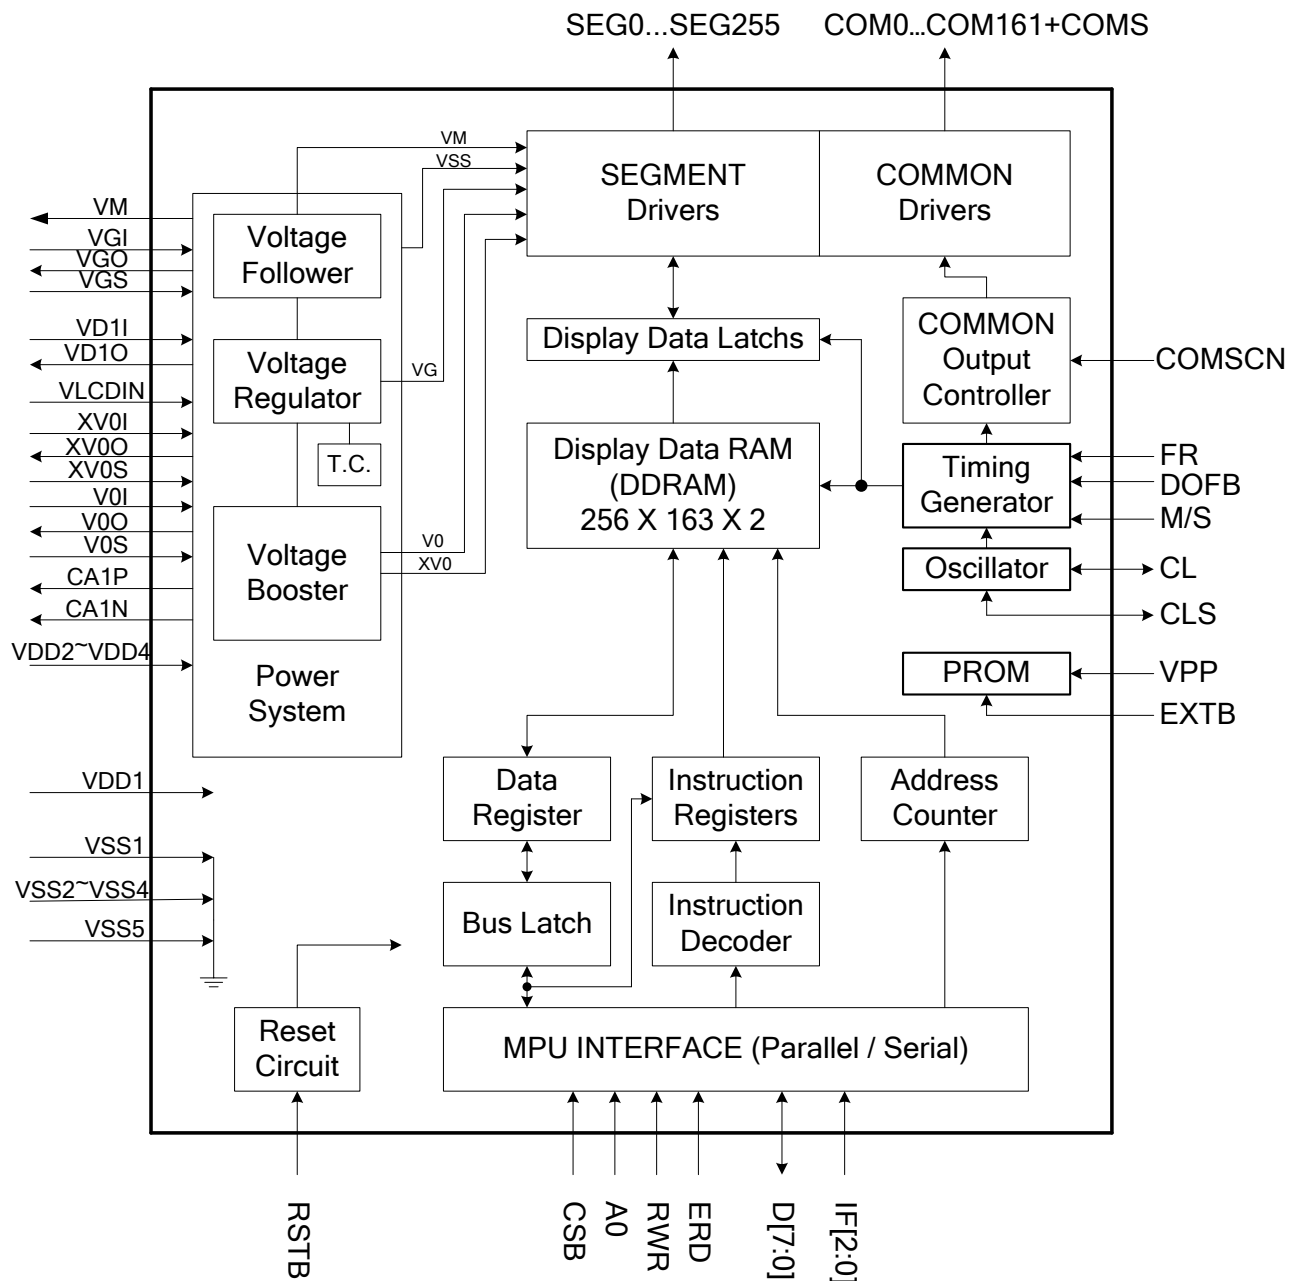 SEG0...SEG255
COM0...COM161+COMS
VM
VSS
SEGMENT
Drivers
COMMON
Drivers
VM
VGI
VGO
VGS
VD1I
VD1O
VLCDIN
XV0I
XV0O
XV0S
V0I
V0O
V0S
CA1P
CA1N
VDD2~VDD4
Voltage
Follower
Voltage
Regulator
VG
T.C.
Voltage
Booster
V0
XV0
Power
System
Display Data Latchs
Display Data RAM
(DDRAM)
256 X 163 X 2
COMMON
Output
Controller
COMSCN
Timing
Generator
FR
DOFB
M/S
Oscillator
CL
CLS
PROM
VPP
EXTB
VDD1
VSS1
VSS2~VSS4
VSS5
Data
Register
Instruction
Registers
Address
Counter
Bus Latch
Instruction
Decoder
Reset
Circuit
MPU INTERFACE (Parallel / Serial)
RSTB
CSB
A0
RWR
ERD
D[7:0]
IF[2:0]